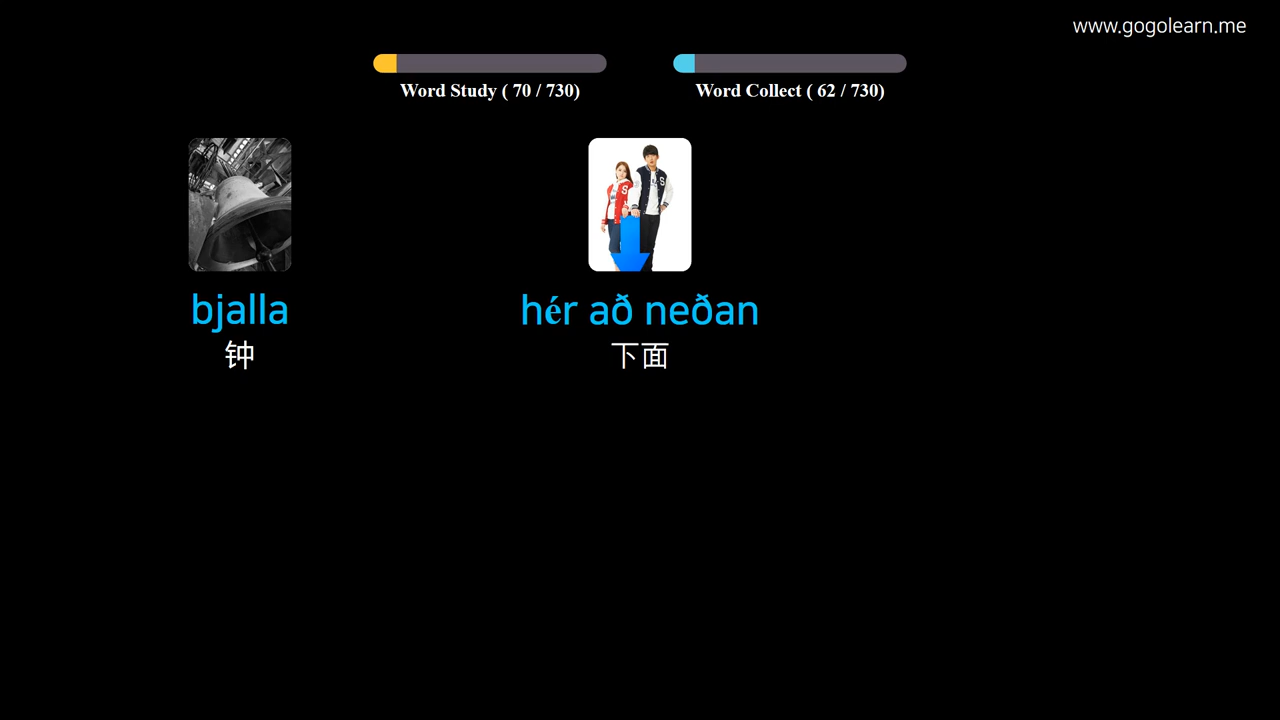 www.gogolearn.me
Word Study ( 70 / 730)
Word Collect ( 62 / 730)
bjalla
钟
hér að neðan
下面